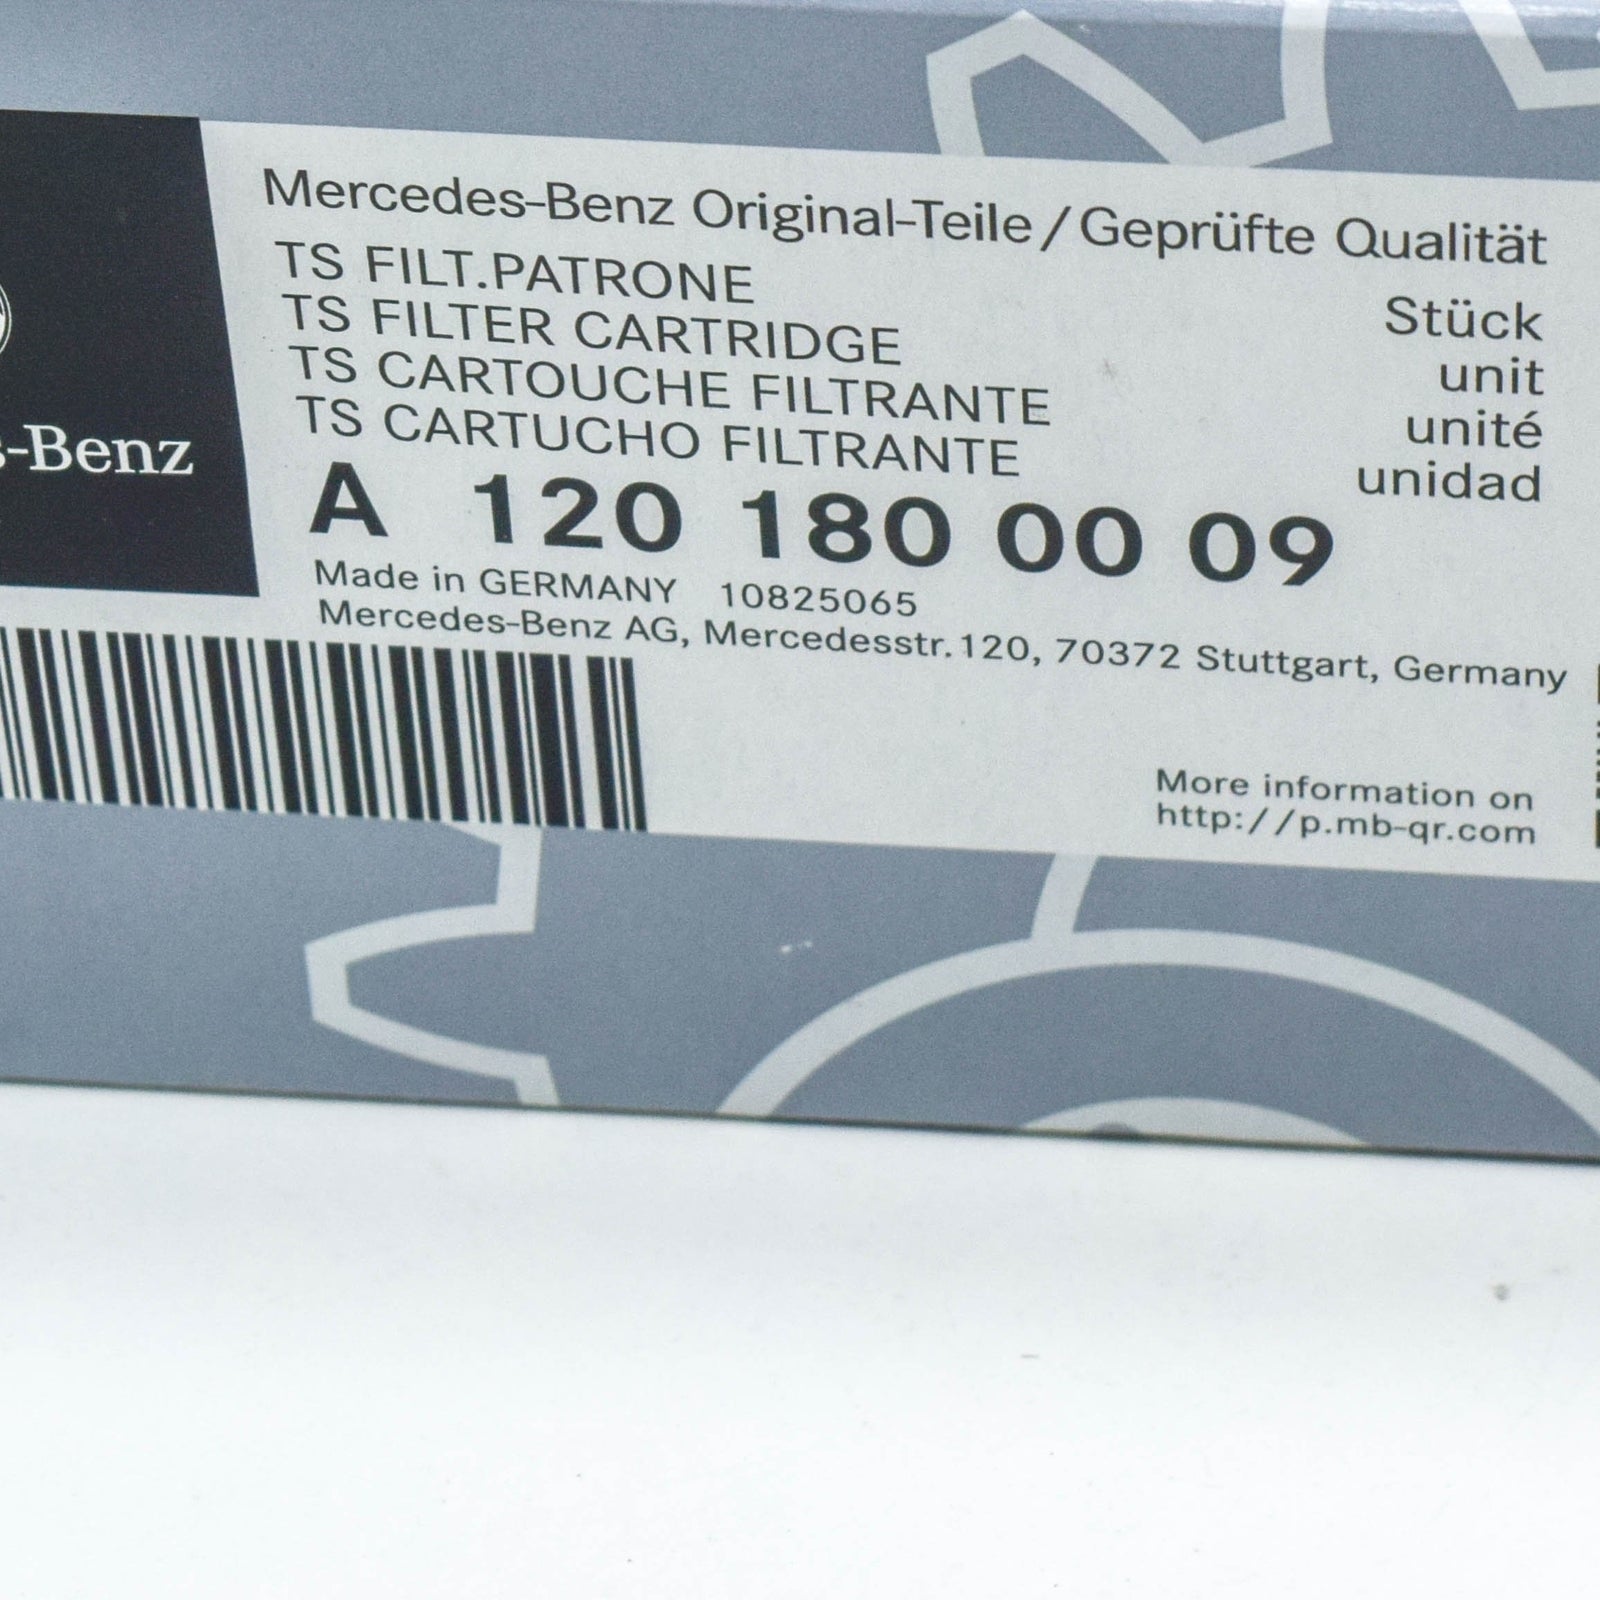 Mercedes-Benz Original-Teile / Geprüfte Qualität
TS FILT.PATRONE
TS FILTER CARTRIDGE
TS CARTOUCHE FILTRANTE
TS CARTUCHO FILTRANTE
Stück
unit
unité
unidad
-Benz
A 120 180 00 09
Made in GERMANY 10825065
Mercedes-Benz AG, Mercedesstr.120, 70372 Stuttgart, Germany
More information on
http://p.mb-qr.com